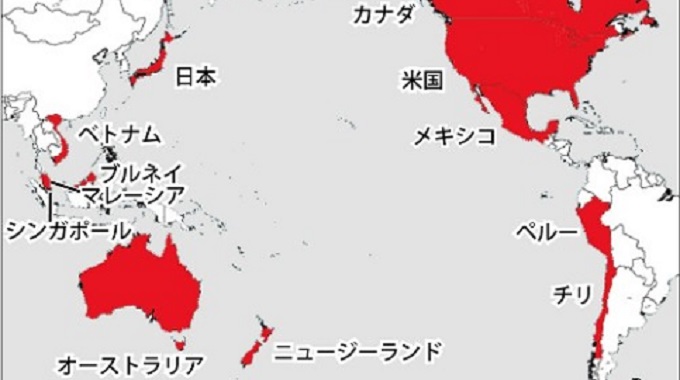 カナダ
日本
米国
ベトナム
メキシコ
ブルネイ
マレーシア
シンガポール
ペルー
チリ
ニュージーランド
オーストラリア